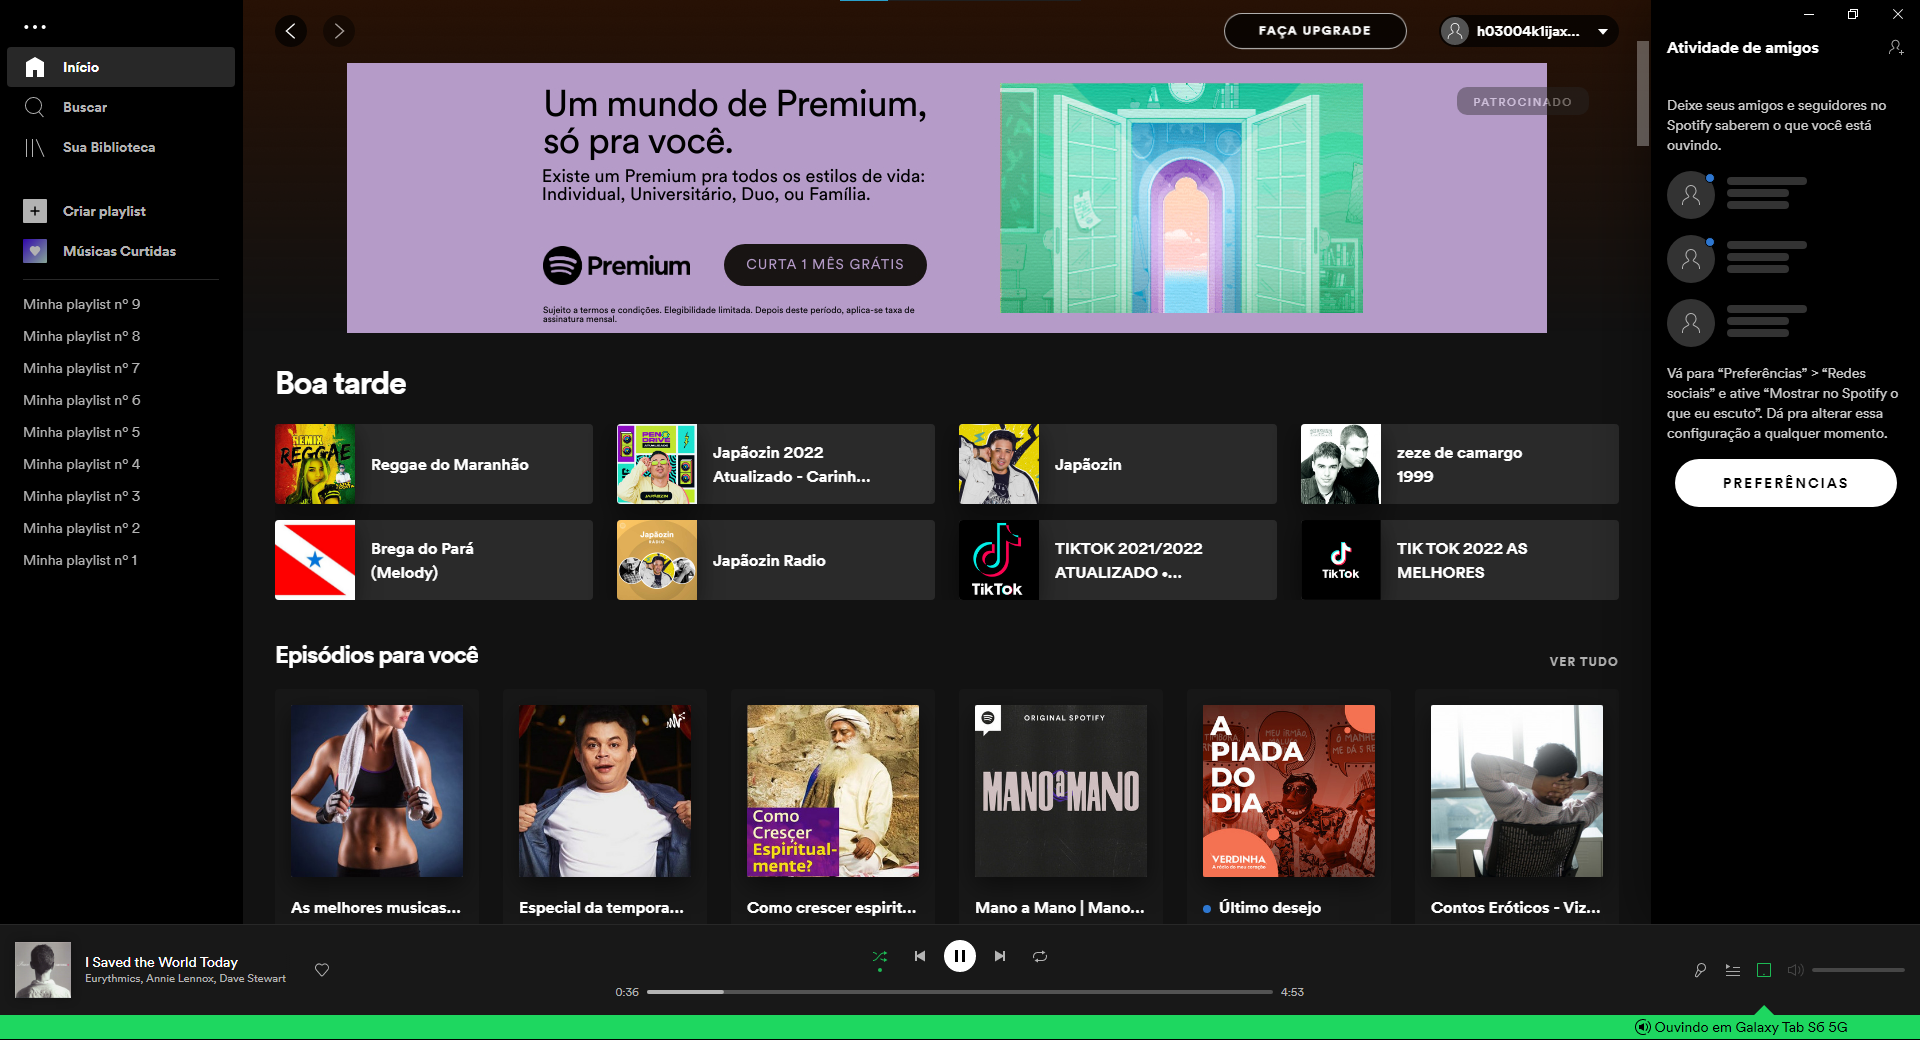 Início
Buscar
Sua Biblioteca
Criar playlist
Músicas Curtidas
Minha playlist nº 9
Minha playlist nº 8
Minha playlist nº 7
Minha playlist nº 6
Minha playlist nº 5
Minha playlist nº 4
Minha playlist nº 3
Minha playlist nº 2
Minha playlist nº 1
FAÇA UPGRADE
h03004k1ijax...
Um mundo de Premium,
só pra você.
Existe um Premium pra todos os estilos de vida:
Individual, Universitário, Duo, ou Família.
Premium
CURTA 1 MÊS GRÁTIS
Sujeito a termos e condições. Elegibilidade limitada. Depois deste período, aplica-se taxa de
assinatura mensal.
PATROCINADO
Boa tarde
REMIX
REGGAE
Reggae do Maranhão
PEN DRIVE
JAPÃOZIN
Japãozin 2022
Atualizado - Carinh...
Japãozin
zeze de camargo
1999
Brega do Pará
(Melody)
Japãozin
RÁDIO
Japãozin Radio
TikTok
TIKTOK 2021/2022
ATUALIZADO •...
TikTok
TIK TOK 2022 AS
MELHORES
Episódios para você
VER TUDO
As melhores musicas...
Especial da tempora...
Como
Crescer
Espiritual-
mente?
Como crescer espirit...
ORIGINAL SPOTIFY
MANO a MANO
Mano a Mano | Mano...
A
PIADA
DO
DIA
VERDINHA
Último desejo
Contos Eróticos - Viz...
Atividade de amigos
Deixe seus amigos e seguidores no
Spotify saberem o que você está
ouvindo.
Vá para “Preferências” > “Redes
sociais” e ative “Mostrar no Spotify o
que eu escuto”. Dá pra alterar essa
configuração a qualquer momento.
PREFERÊNCIAS
I Saved the World Today
Eurythmics, Annie Lennox, Dave Stewart
0:36
4:53
Ouvindo em Galaxy Tab S6 5G